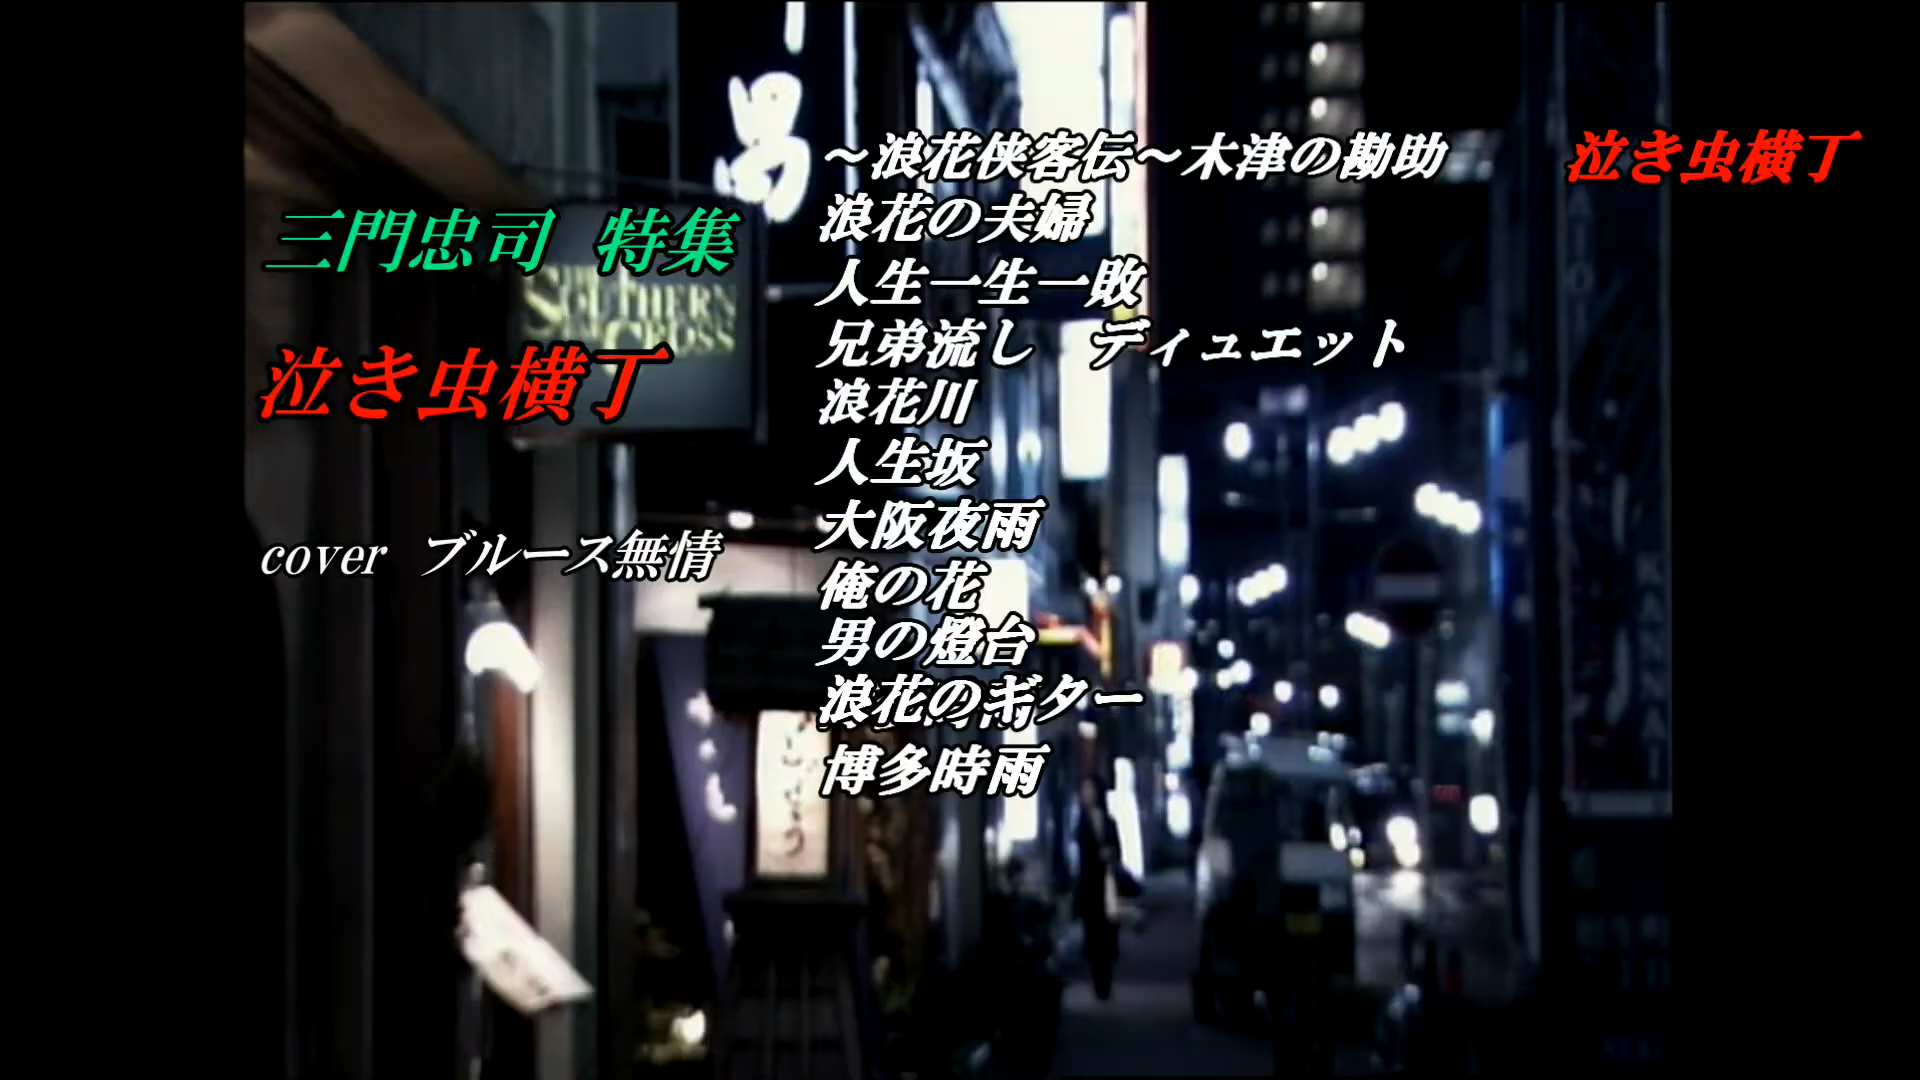 三門忠司　特集
泣き虫横丁
cover　ブルース無情
～浪花侠客伝～木津の勘助
浪花の夫婦
人生一生一敗
兄弟流し　ディュエット
浪花川
人生坂
大阪夜雨
俺の花
男の燈台
浪花のギター
博多時雨
泣き虫横丁
昌
SOUTHERN
CROSS